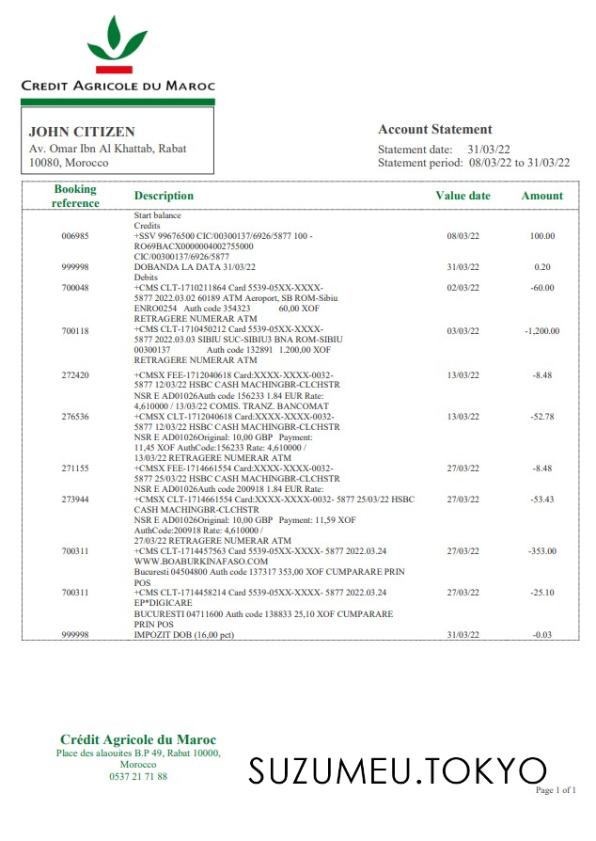 CREDIT AGRICOLE DU MAROC
JOHN CITIZEN
Av. Omar Ibn Al Khattab, Rabat
10080, Morocco
Account Statement
Statement date: 31/03/22
Statement period: 08/03/22 to 31/03/22
Booking reference Description Value date Amount
Start balance
Credits
006985 +SSV 99676500 CIC/00300137/6926/5877 100 - 08/03/22 100.00
RO69BACX0000004002755000
CIC/00300137/6926/5877
999998 DOBANDA LA DATA 31/03/22 31/03/22 0.20
Debits
700048 +CMS CLT-1710211864 Card 5539-05XX-XXXX- 02/03/22 -60.00
5877 2022.03.02 60189 ATM Aeroport, SB ROM-Sibiu
ENRO0254 Auth code 354323 60,00 XOF
RETRAGERE NUMERAR ATM
700118 +CMS CLT-1710450212 Card 5539-05XX-XXXX- 03/03/22 -1,200.00
5877 2022.03.03 SIBIU SUC-SIBIU3 BNA ROM-SIBIU
00300137 Auth code 132891 1.200,00 XOF
RETRAGERE NUMERAR ATM
272420 +CMSX FEE-1712040618 Card:XXXX-XXXX-0032- 13/03/22 -8.48
5877 12/03/22 HSBC CASH MACHINGBR-CLCHSTR
NSR E AD01026Auth code 156233 1.84 EUR Rate:
4,610000 / 13/03/22 COMIS. TRANZ. BANCOMAT
276536 +CMSX CLT-1712040618 Card:XXXX-XXXX-0032- 13/03/22 -52.78
5877 12/03/22 HSBC CASH MACHINGBR-CLCHSTR
NSR E AD01026Original: 10,00 GBP Payment:
11,45 XOF AuthCode:156233 Rate: 4,610000 /
13/03/22 RETRAGERE NUMERAR ATM
271155 +CMSX FEE-1714661554 Card:XXXX-XXXX-0032- 27/03/22 -8.48
5877 25/03/22 HSBC CASH MACHINGBR-CLCHSTR
NSR E AD01026Auth code 200918 1.84 EUR Rate:
273944 +CMSX CLT-1714661554 Card:XXXX-XXXX-0032- 5877 25/03/22 HSBC 27/03/22 -53.43
CASH MACHINGBR-CLCHSTR
NSR E AD01026Original: 10,00 GBP Payment: 11,59 XOF
AuthCode:200918 Rate: 4,610000 /
27/03/22 RETRAGERE NUMERAR ATM
700311 +CMS CLT-1714457563 Card 5539-05XX-XXXX- 5877 2022.03.24 27/03/22 -353.00
WWW.BOABURKINAFASO.COM
Bucuresti 04504800 Auth code 137317 353,00 XOF CUMPARARE PRIN
POS
700311 +CMS CLT-1714458214 Card 5539-05XX-XXXX- 5877 2022.03.24 27/03/22 -25.10
EP*DIGICARE
BUCURESTI 04711600 Auth code 138833 25,10 XOF CUMPARARE
PRIN POS
999998 IMPOZIT DOB (16,00 pct) 31/03/22 -0.03
Crédit Agricole du Maroc
Place des alaouites B.P 49, Rabat 10000,
Morocco
0537 21 71 88
SUZUMEU.TOKYO
Page 1 of 1